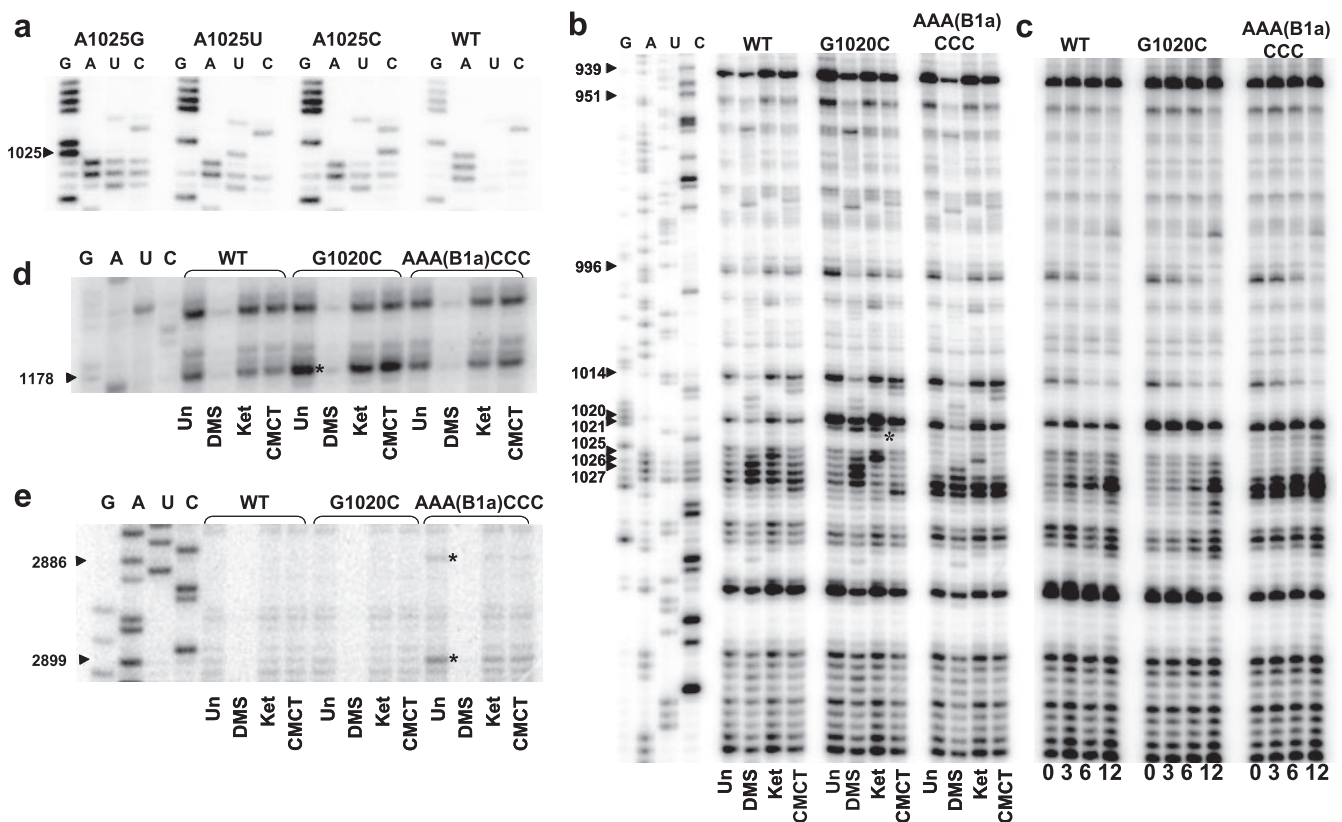 a
A1025G A1025U A1025C WT
G A U C G A U C G A U C G A U C
1025
b
G A U C WT G1020C AAA(B1a)
CCC
939
951
996
1014
1020
1021
1025
1026
1027
*
Un DMS Ket CMCT Un DMS Ket CMCT Un DMS Ket CMCT
c
WT G1020C AAA(B1a)
CCC
0 3 6 12 0 3 6 12 0 3 6 12
d
G A U C WT G1020C AAA(B1a)CCC
1178
*
Un DMS Ket CMCT Un DMS Ket CMCT Un DMS Ket CMCT
e
G A U C WT G1020C AAA(B1a)CCC
2886
*
2899
*
Un DMS Ket CMCT Un DMS Ket CMCT Un DMS Ket CMCT